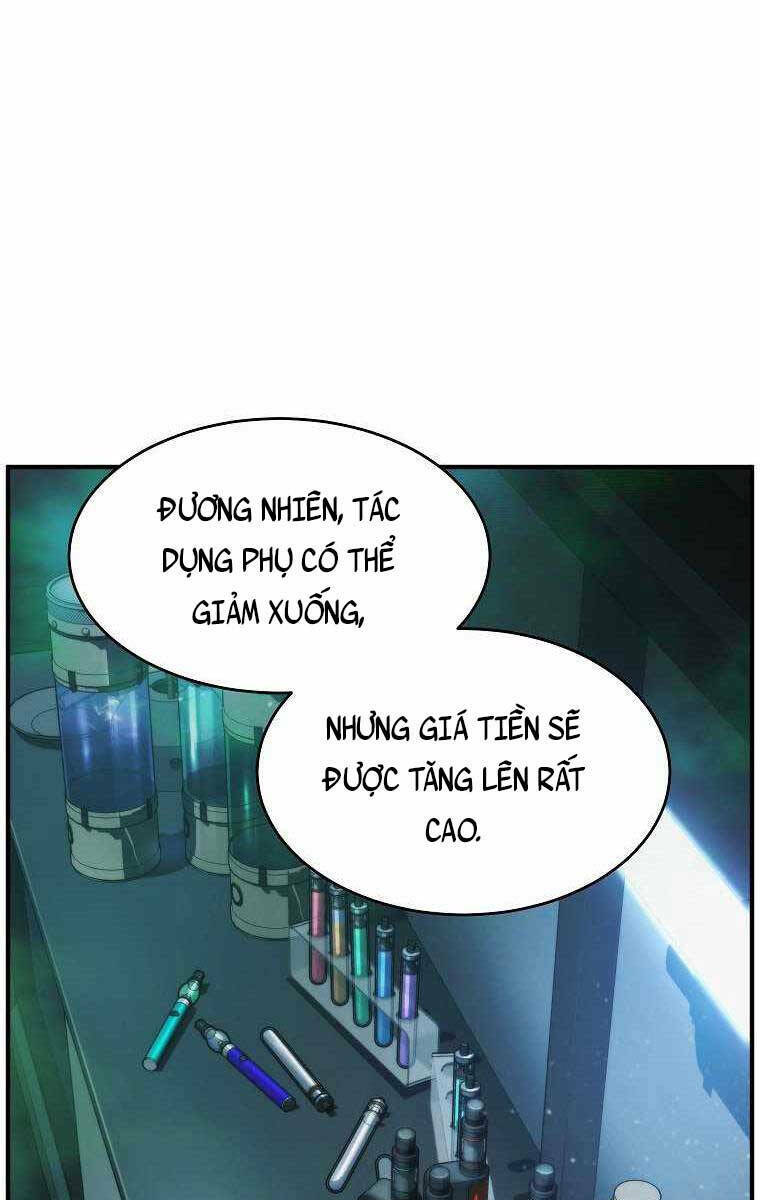 ĐƯƠNG NHIÊN, TÁC
DỤNG PHỤ CÓ THỂ
GIẢM XUỐNG,
NHƯNG GIÁ TIỀN SẼ
ĐƯỢC TĂNG LÊN RẤT
CAO.